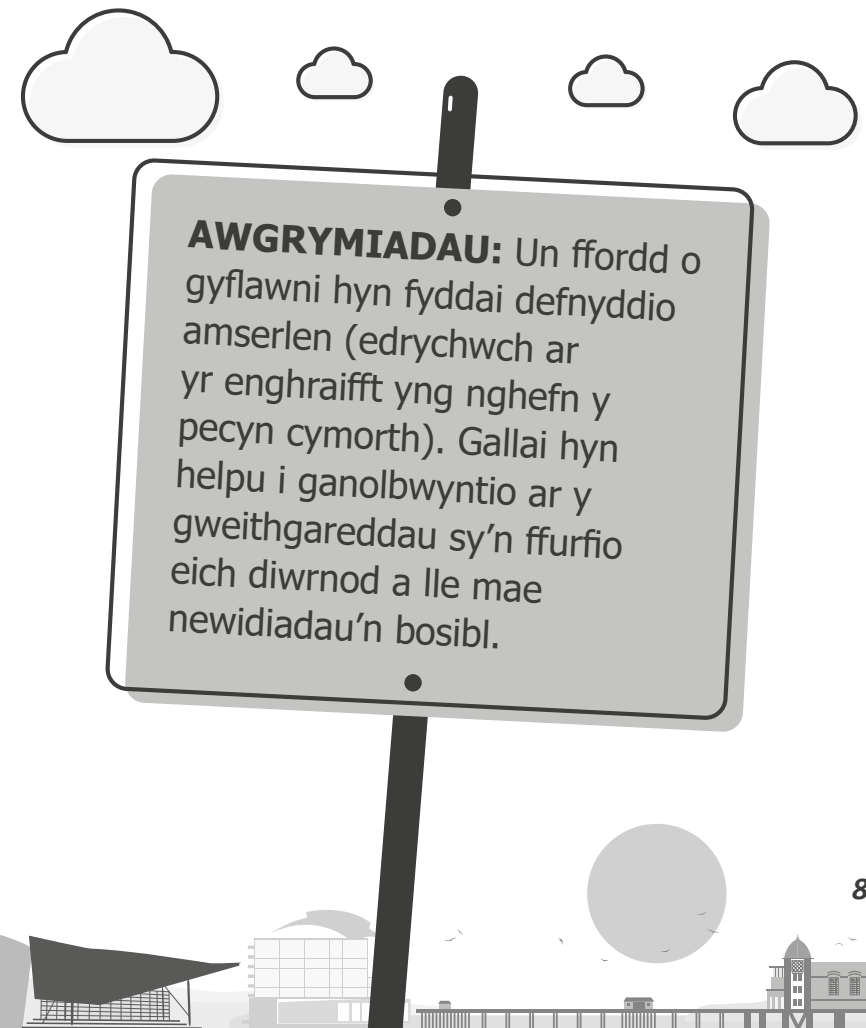 AWGRYMIADAU: Un ffordd o
gyflawni hyn fyddai defnyddio
amserlen (edrychwch ar
yr enghraifft yng nghefn y
pecyn cymorth). Gallai hyn
helpu i ganolbwyntio ar y
gweithgareddau sy’n ffurfio
eich diwrnod a lle mae
newidiadau’n bosibl.
8